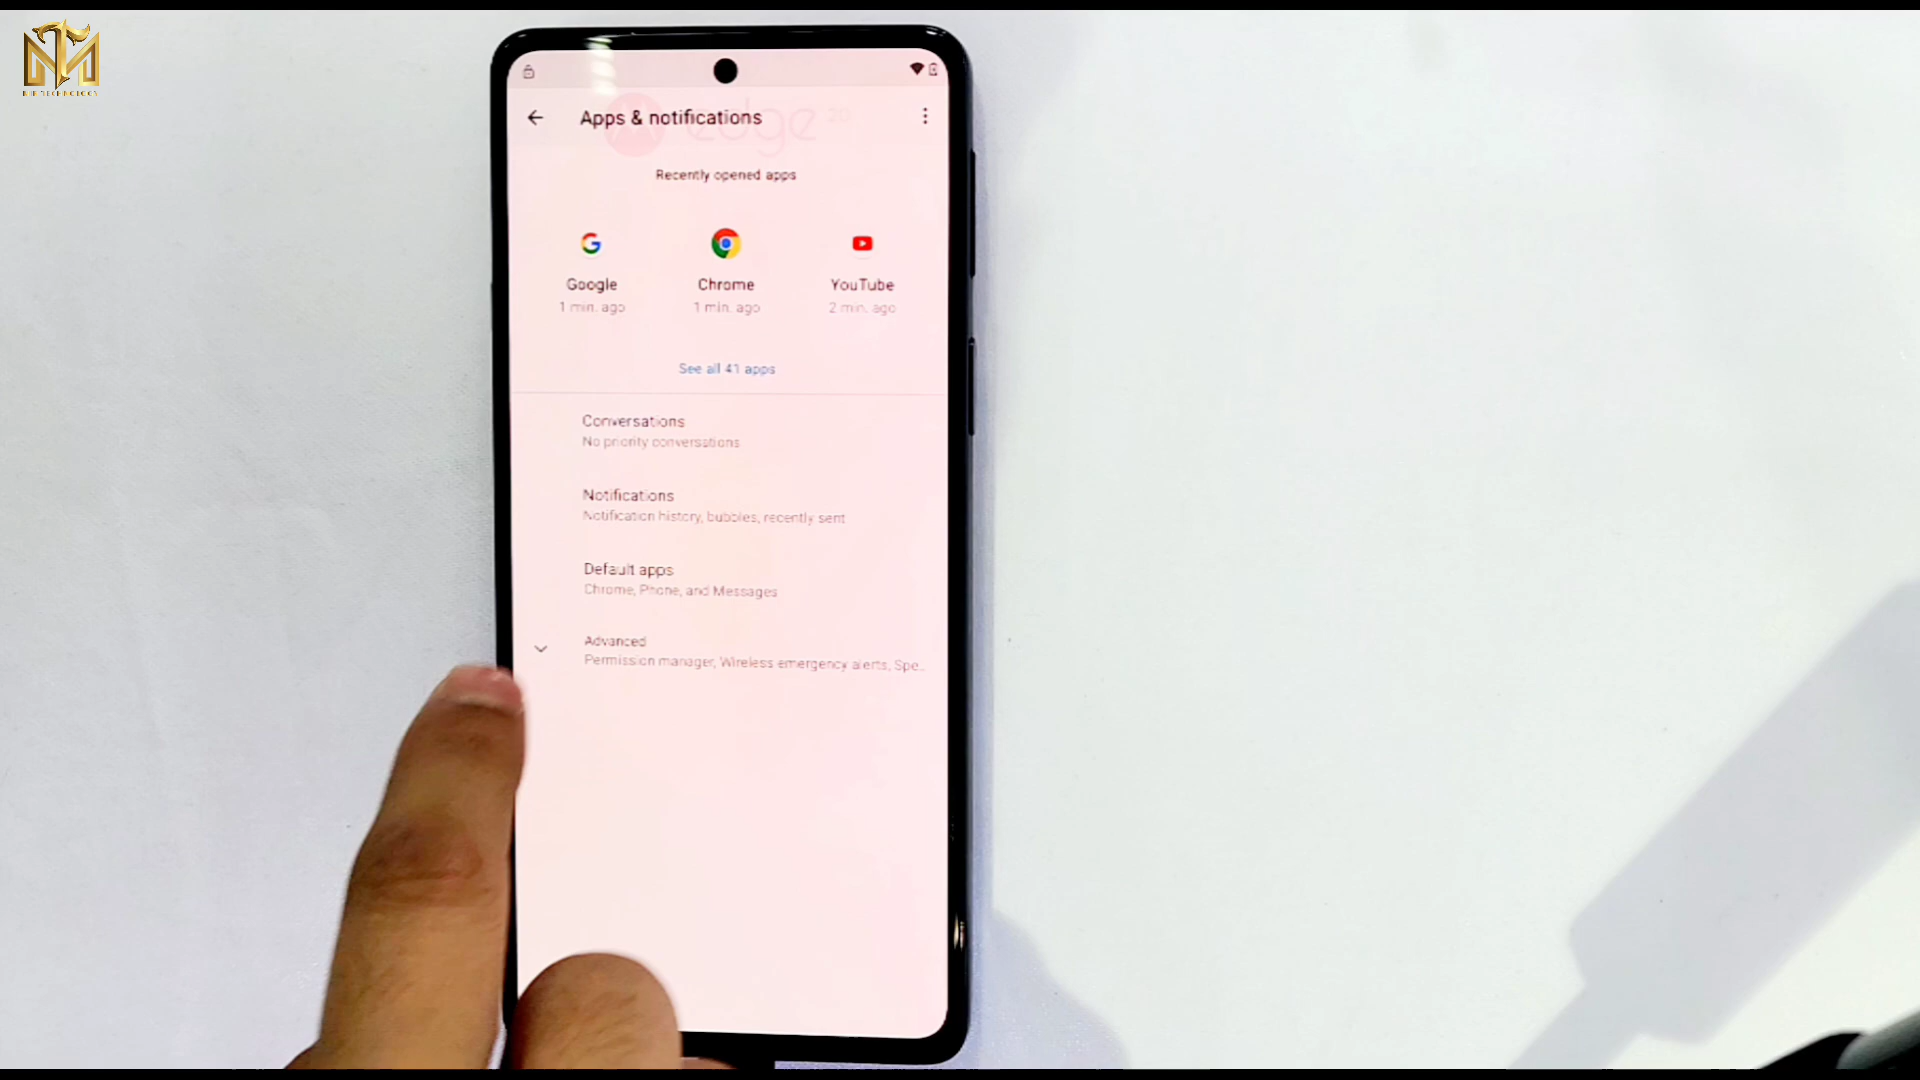 Apps & notifications
edge 20
Recently opened apps
Google
Chrome
YouTube
1 min. ago
1 min. ago
2 min. ago
See all 41 apps
Conversations
No priority conversations
Notifications
Notification history, bubbles, recently sent
Default apps
Chrome, Phone, and Messages
Advanced
Permission manager, Wireless emergency alerts, Spe...